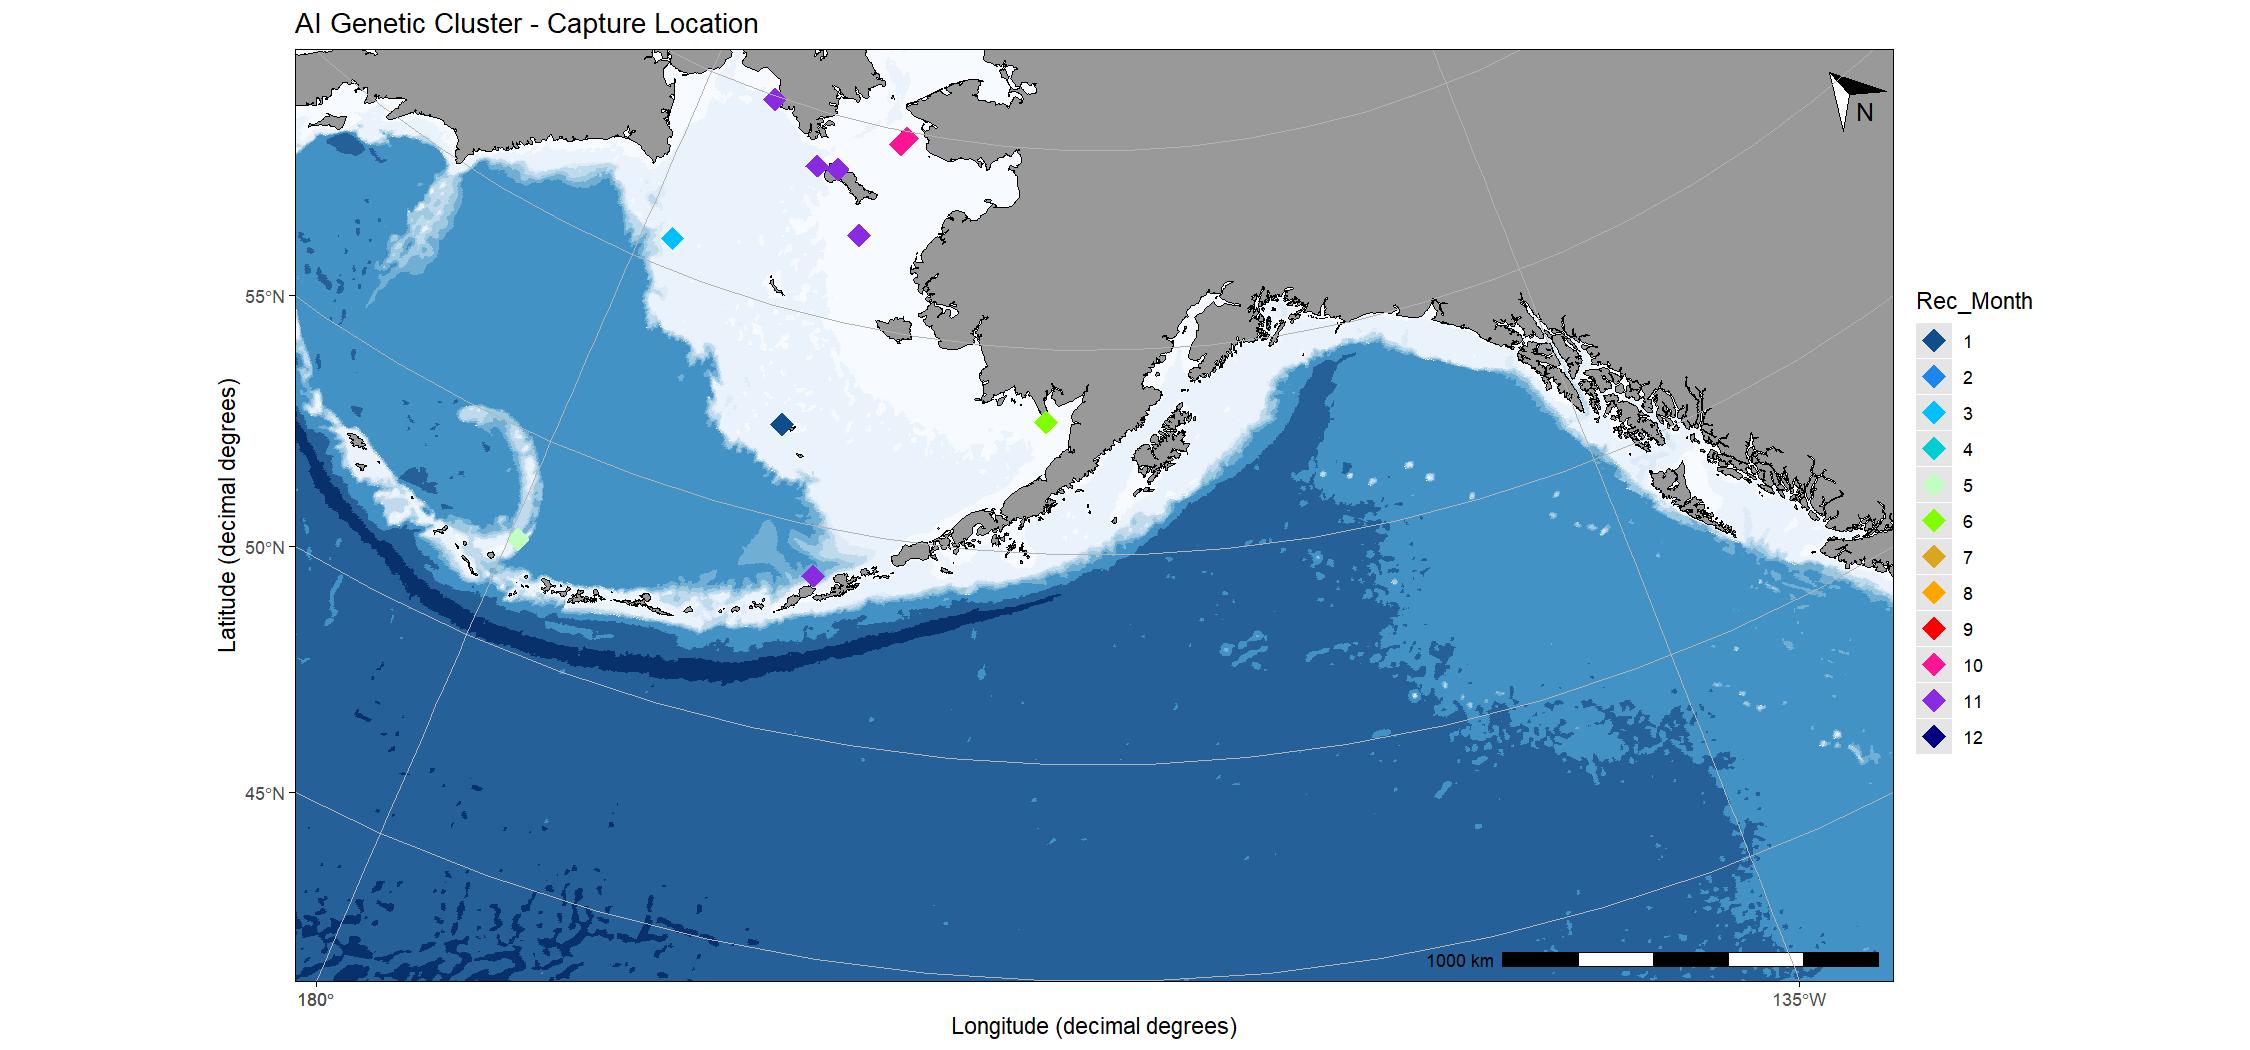 AI Genetic Cluster - Capture Location
N
55°N
50°N
45°N
Latitude (decimal degrees)
1000 km
180°
135°W
Longitude (decimal degrees)
Rec_Month
1
2
3
4
5
6
7
8
9
10
11
12